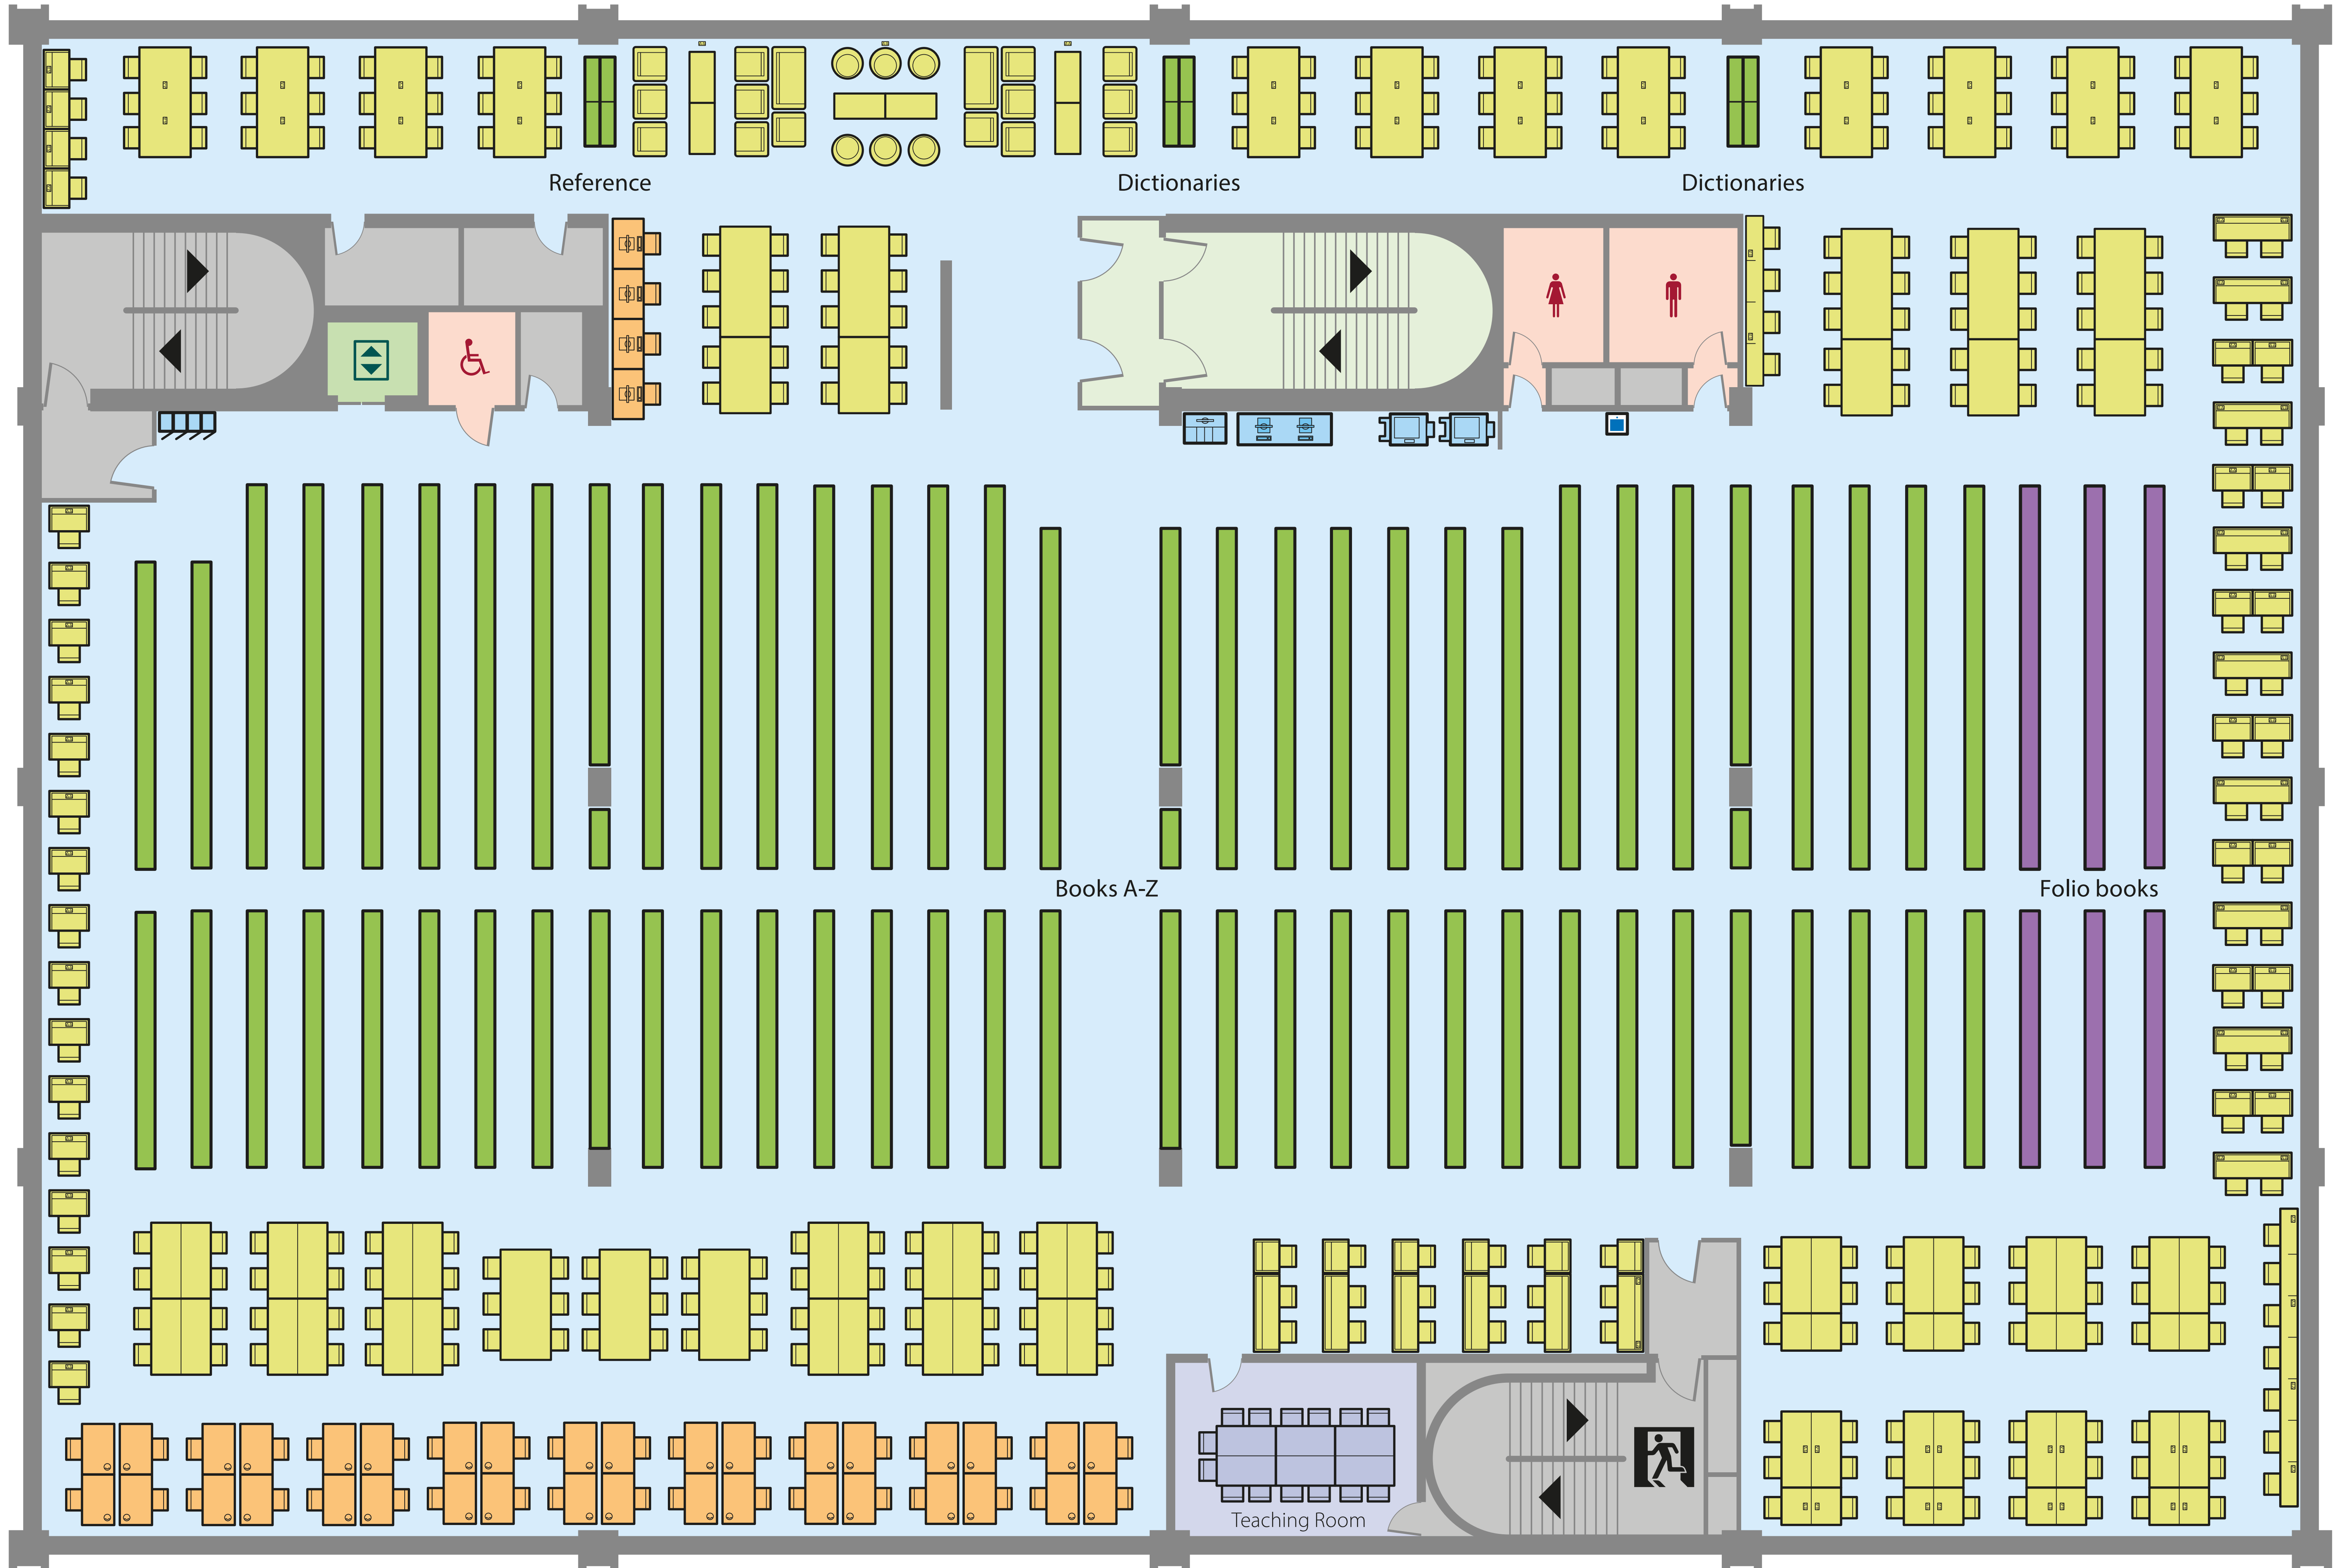 Reference
Dictionaries
Dictionaries
Books A-Z
Folio books
Teaching Room